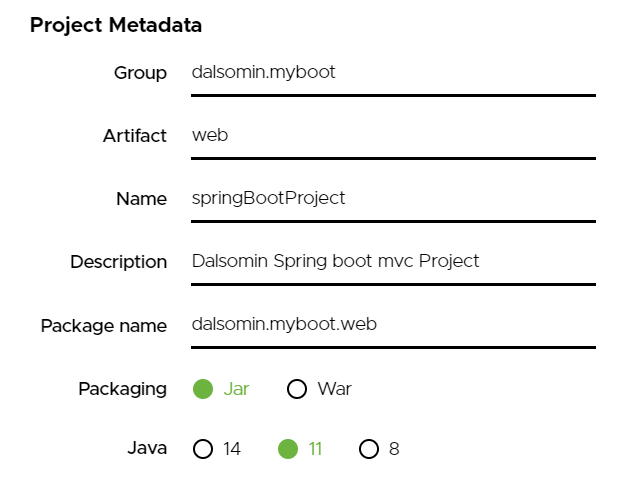 Project Metadata
Group dalsomin.myboot
Artifact web
Name springBootProject
Description Dalsomin Spring boot mvc Project
Package name dalsomin.myboot.web
Packaging Jar War
Java 14 11 8